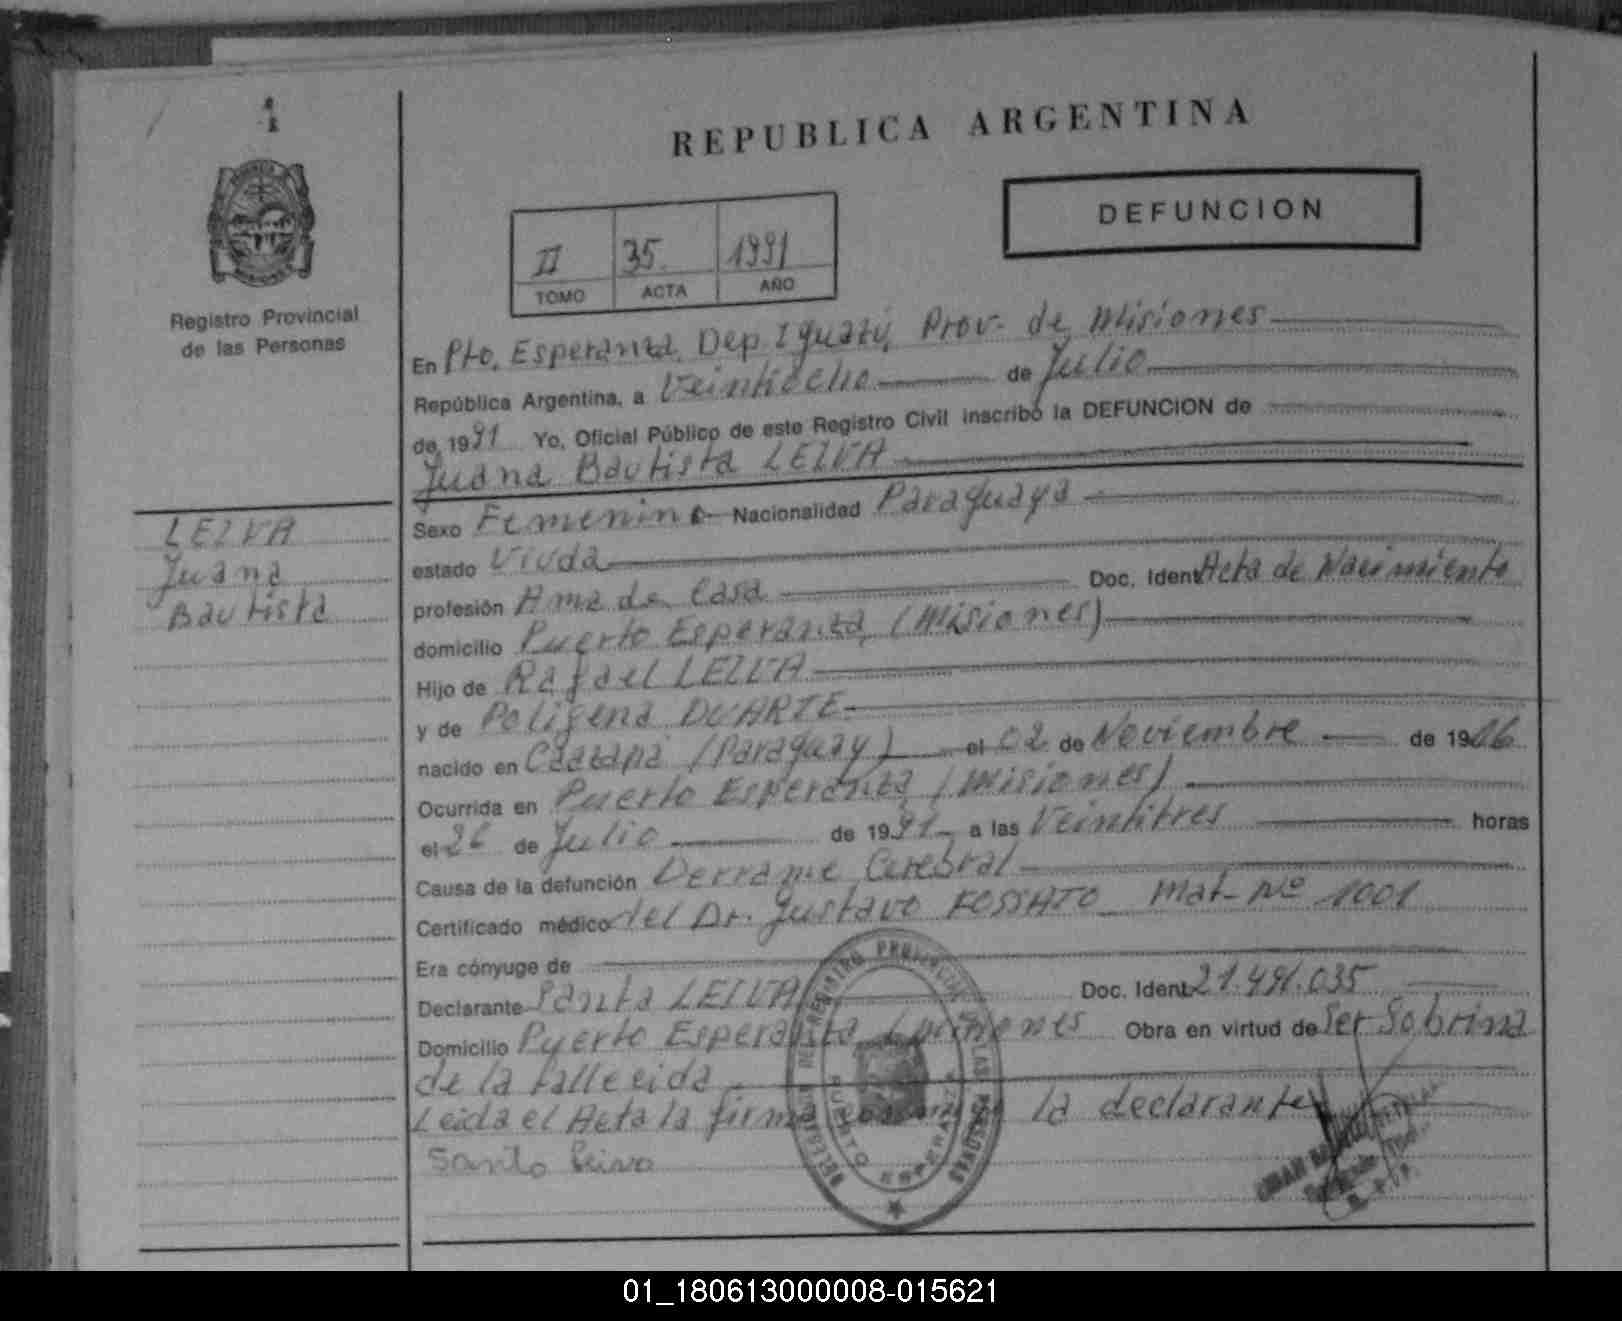 REPUBLICA ARGENTINA
DEFUNCION
II 35 1991
TOMO ACTA AÑO
Registro Provincial
de las Personas
En Pto. Esperanza, Dep. Iguazú, Prov. de Misiones
República Argentina, a Veintiocho de Julio
de 1991 Yo, Oficial Público de este Registro Civil inscribo la DEFUNCION de
Juana Bautista LEIVA
LEIVA
Juana
Bautista
Sexo Femenino Nacionalidad Paraguaya
estado Viuda
profesión Ama de Casa Doc. Ident Acta de Nacimiento
domicilio Puerto Esperanza, (Misiones)
Hijo de Rafael LEIVA
y de Poligena DUARTE
nacido en Caazapá (Paraguay) el 02 de Noviembre de 1906
Ocurrida en Puerto Esperanza, (Misiones)
el 26 de Julio de 1991 a las Veintitres horas
Causa de la defunción Derrame Cerebral
Certificado médico del Dr. Gustavo FOSSATO Mat. Nº 1001
Era cónyuge de
Declarante Santa LEIVA Doc. Ident. 21.491.035
Domicilio Puerto Esperanza, Misiones Obra en virtud de Ser Sobrina
de la fallecida
Leida el Acta la firma la declarante
Santo Leiva
PUERTO ESPERANZA
01_180613000008-015621